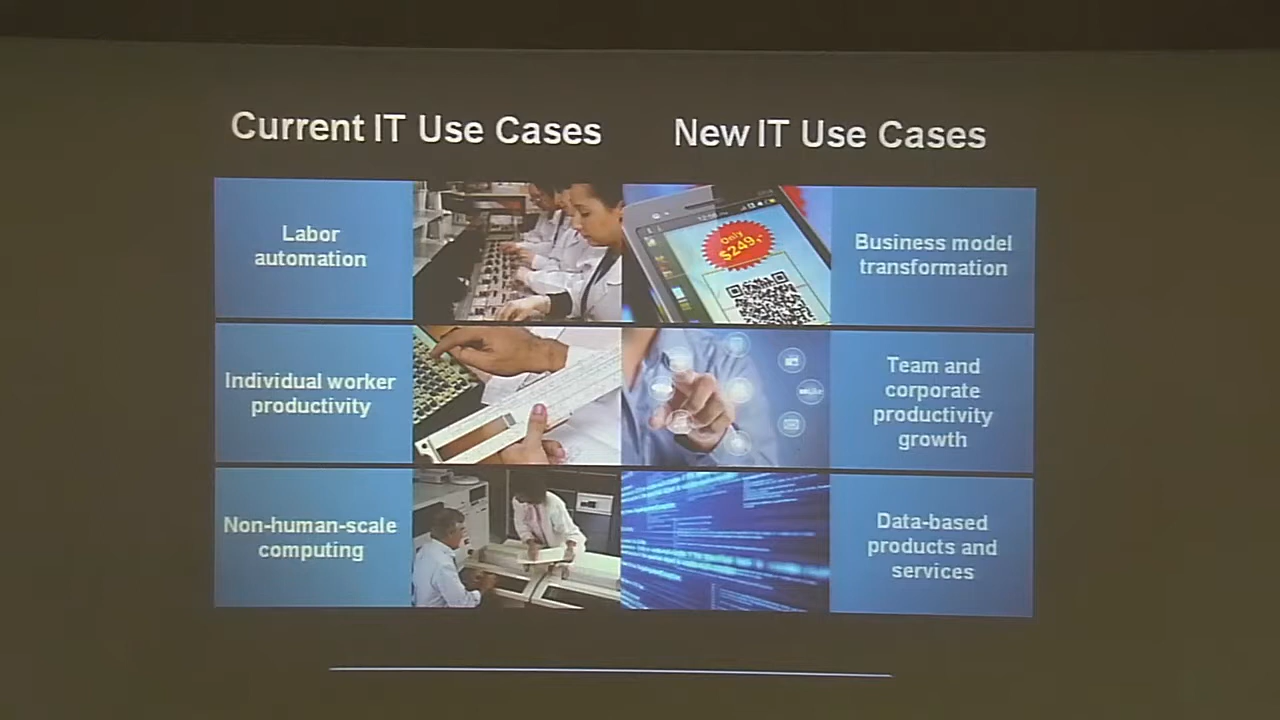 Current IT Use Cases
New IT Use Cases
Labor
automation
Only
$249,-
Business model
transformation
Individual worker
productivity
Team and
corporate
productivity
growth
Non-human-scale
computing
Data-based
products and
services